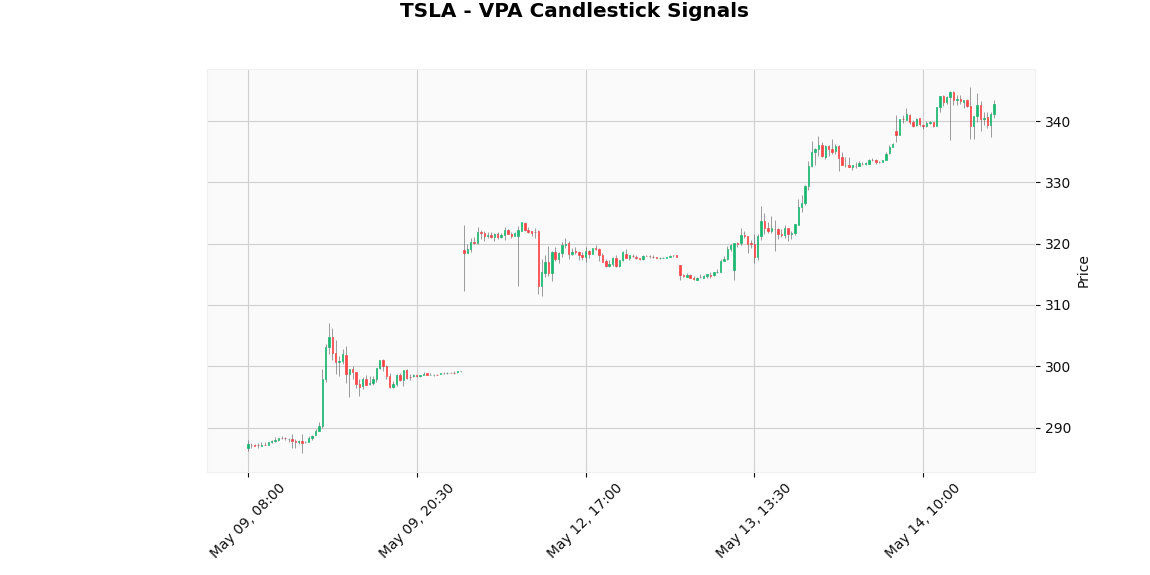 TSLA - VPA Candlestick Signals
340
330
320
310
300
290
Price
May 09, 08:00
May 09, 20:30
May 12, 17:00
May 13, 13:30
May 14, 10:00